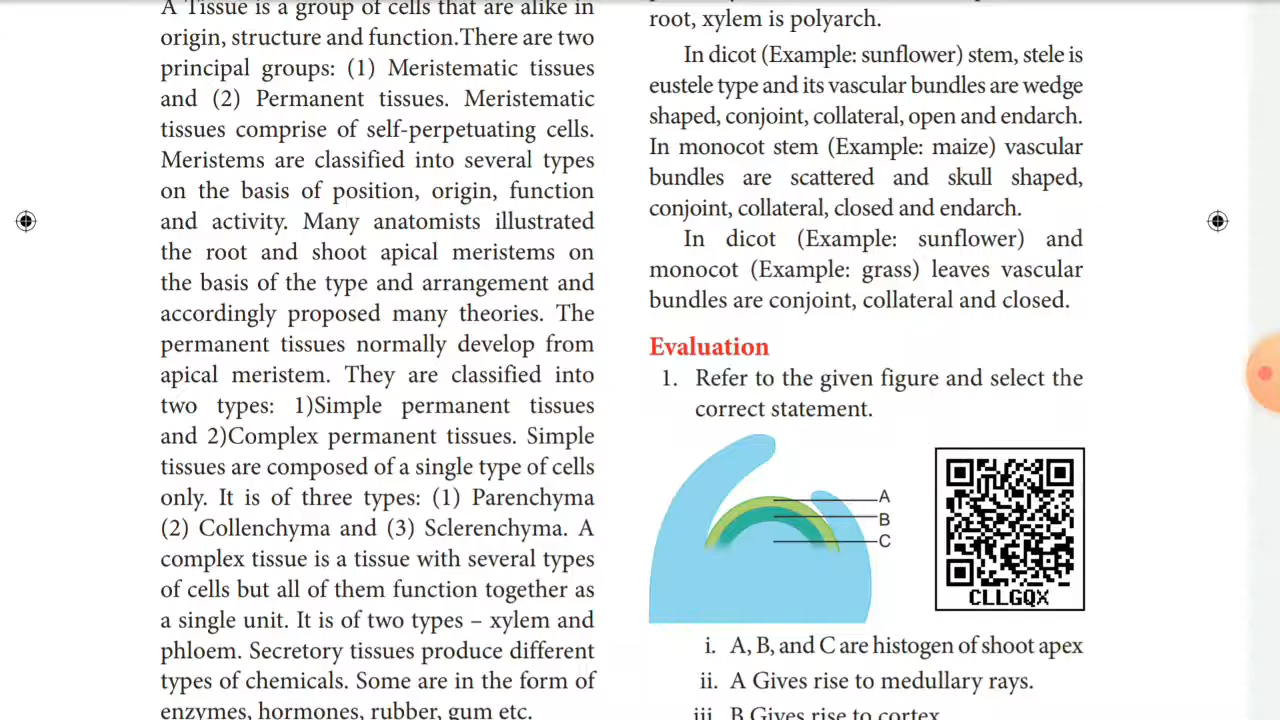 A Tissue is a group of cells that are alike in
origin, structure and function.There are two
principal groups: (1) Meristematic tissues
and (2) Permanent tissues. Meristematic
tissues comprise of self-perpetuating cells.
Meristems are classified into several types
on the basis of position, origin, function
and activity. Many anatomists illustrated
the root and shoot apical meristems on
the basis of the type and arrangement and
accordingly proposed many theories. The
permanent tissues normally develop from
apical meristem. They are classified into
two types: 1)Simple permanent tissues
and 2)Complex permanent tissues. Simple
tissues are composed of a single type of cells
only. It is of three types: (1) Parenchyma
(2) Collenchyma and (3) Sclerenchyma. A
complex tissue is a tissue with several types
of cells but all of them function together as
a single unit. It is of two types – xylem and
phloem. Secretory tissues produce different
types of chemicals. Some are in the form of
enzymes, hormones, rubber, gum etc.
root, xylem is polyarch.
In dicot (Example: sunflower) stem, stele is
eustele type and its vascular bundles are wedge
shaped, conjoint, collateral, open and endarch.
In monocot stem (Example: maize) vascular
bundles are scattered and skull shaped,
conjoint, collateral, closed and endarch.
In dicot (Example: sunflower) and
monocot (Example: grass) leaves vascular
bundles are conjoint, collateral and closed.
Evaluation
1. Refer to the given figure and select the
correct statement.
A
B
C
CLLGQX
i. A, B, and C are histogen of shoot apex
ii. A Gives rise to medullary rays.
iii. B Gives rise to cortex